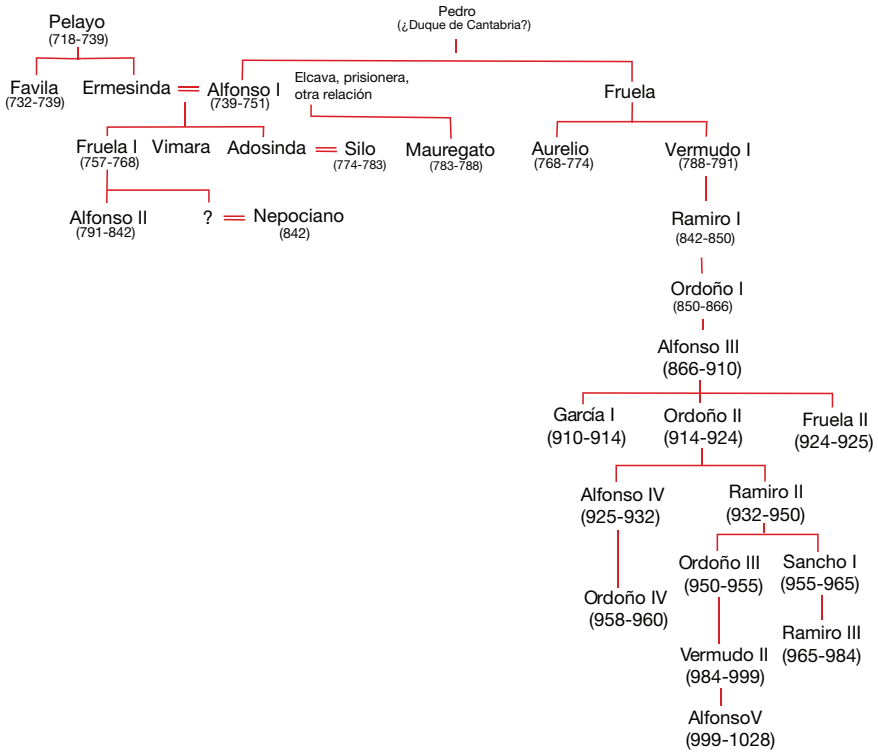 Pedro
(¿Duque de Cantabria?)
Pelayo
(718-739)
Favila
(732-739)
Ermesinda
Alfonso I
(739-751)
Elcava, prisionera,
otra relación
Fruela
Fruela I
(757-768)
Vimara
Adosinda
Silo
(774-783)
Mauregato
(783-788)
Aurelio
(768-774)
Vermudo I
(788-791)
Alfonso II
(791-842)
?
Nepociano
(842)
Ramiro I
(842-850)
Ordoño I
(850-866)
Alfonso III
(866-910)
García I
(910-914)
Ordoño II
(914-924)
Fruela II
(924-925)
Alfonso IV
(925-932)
Ramiro II
(932-950)
Ordoño III
(950-955)
Sancho I
(955-965)
Ordoño IV
(958-960)
Ramiro III
(965-984)
Vermudo II
(984-999)
AlfonsoV
(999-1028)